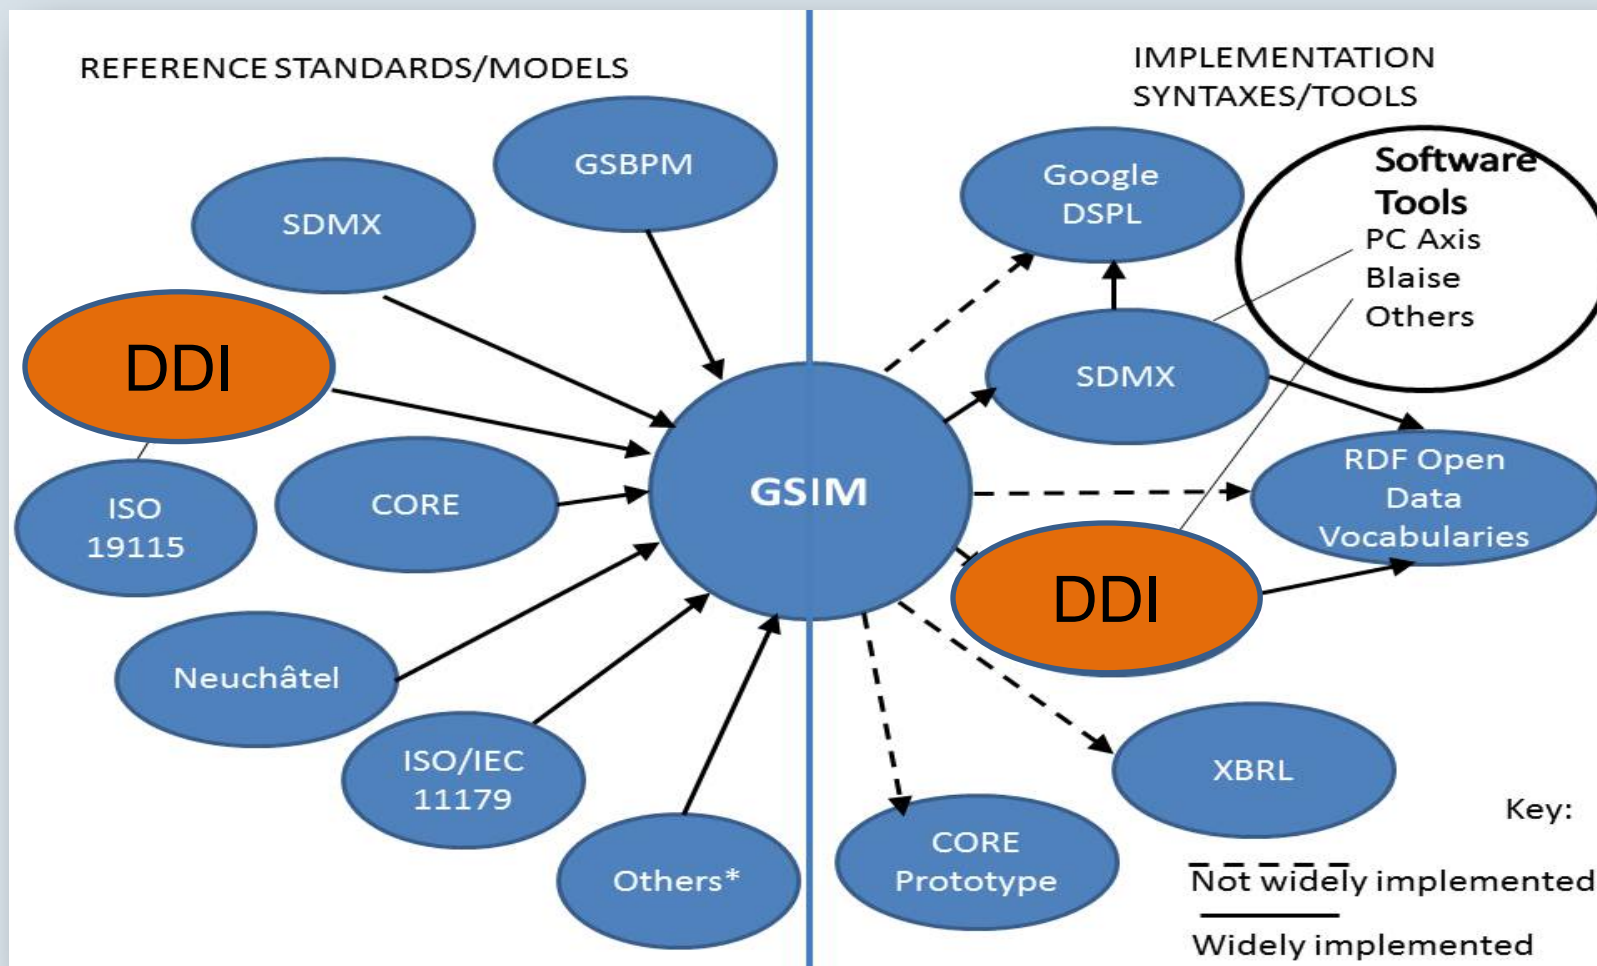 REFERENCE STANDARDS/MODELS
IMPLEMENTATION
SYNTAXES/TOOLS
GSBPM
SDMX
DDI
ISO
19115
CORE
Neuchâtel
ISO/IEC
11179
Others*
GSIM
Google
DSPL
Software
Tools
PC Axis
Blaise
Others
SDMX
RDF Open
Data
Vocabularies
DDI
XBRL
CORE
Prototype
Key:
Not widely implemented
Widely implemented